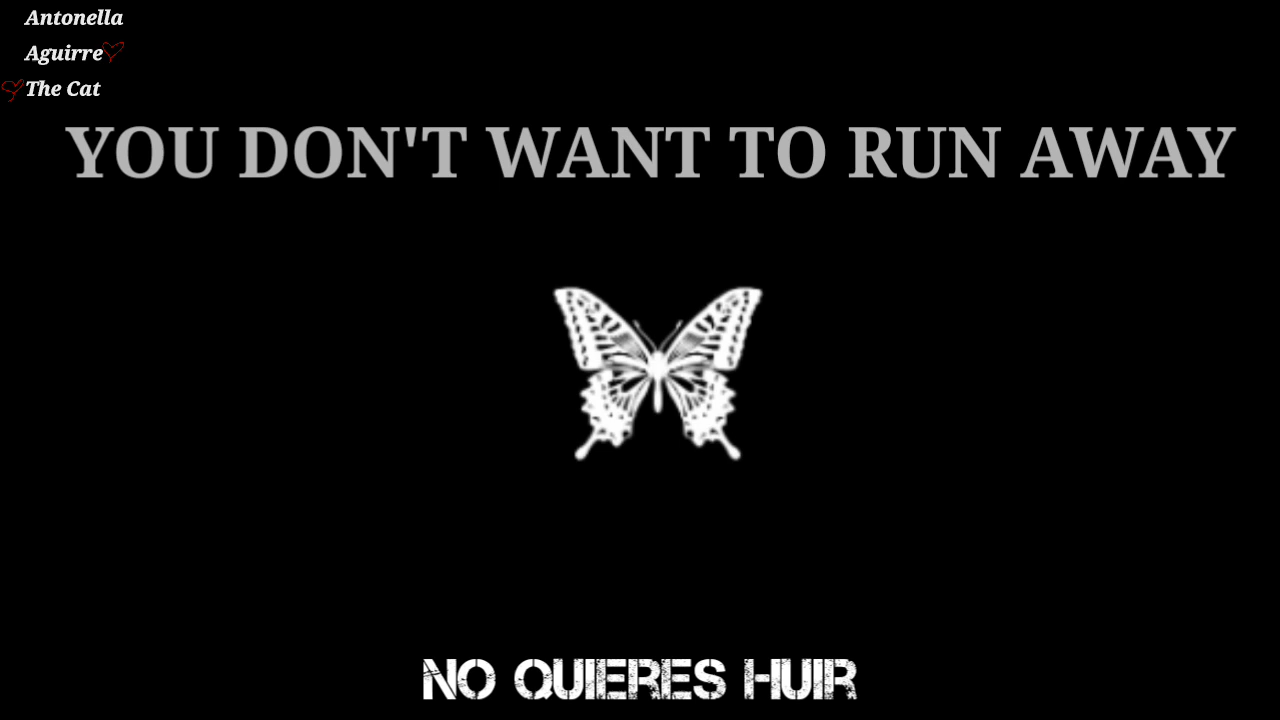 Antonella
Aguirre
The Cat
YOU DON'T WANT TO RUN AWAY
NO QUIERES HUIR